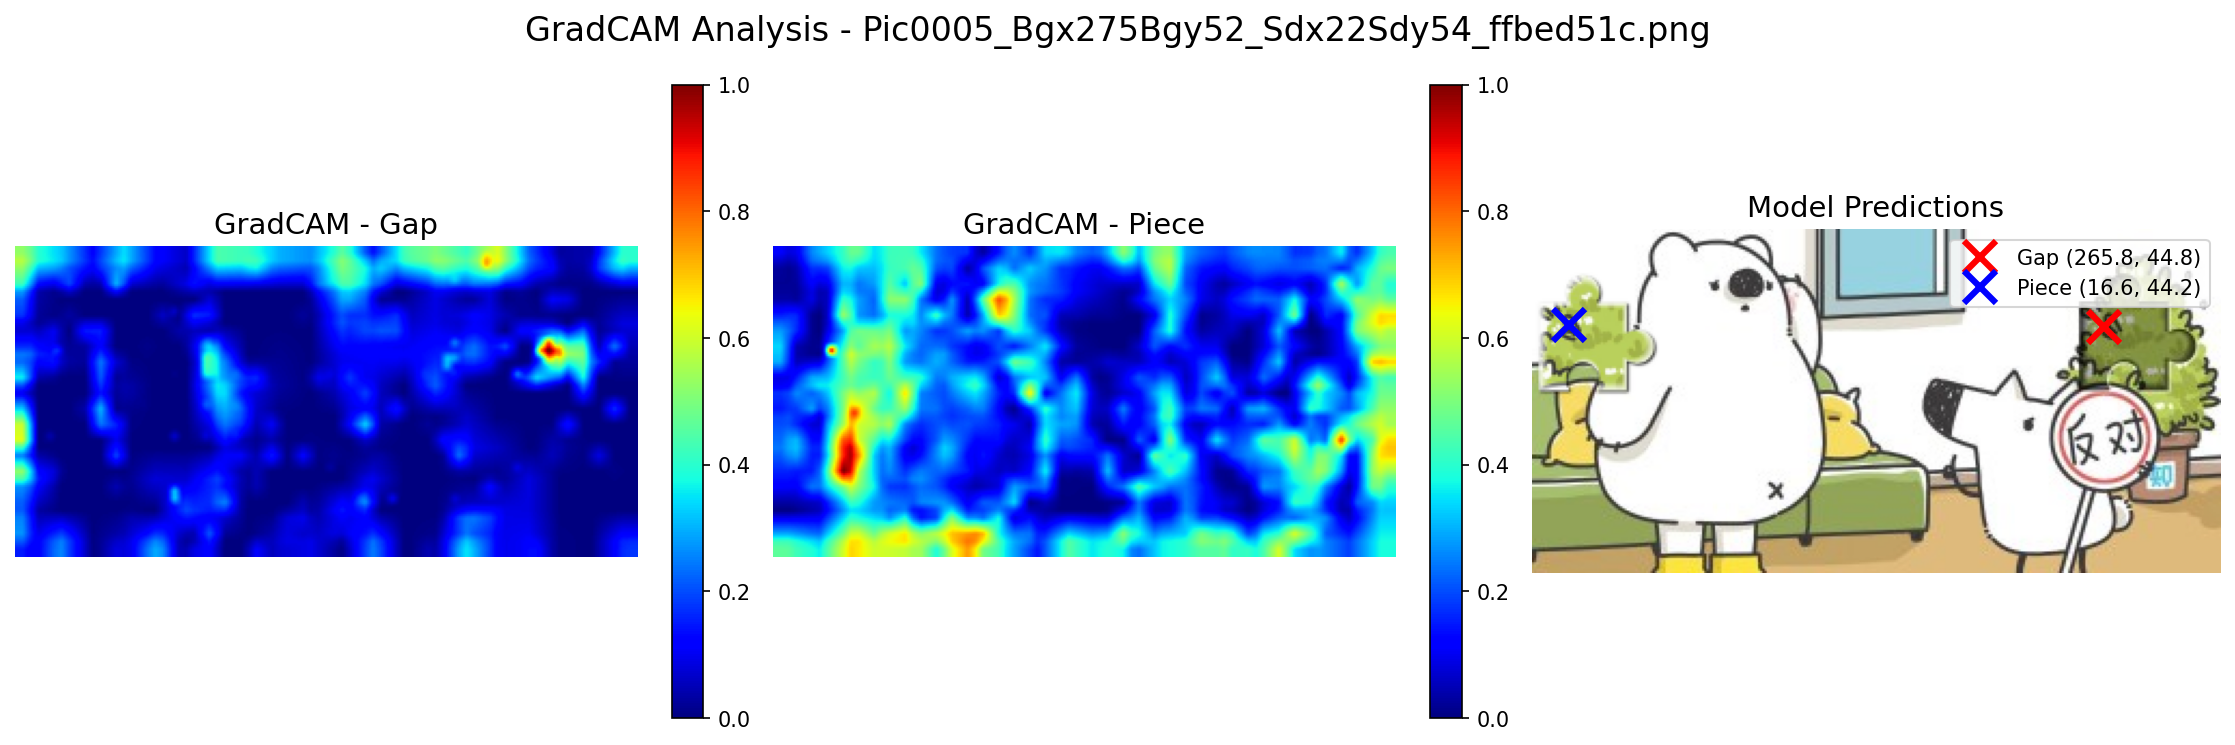 GradCAM Analysis - Pic0005_Bgx275Bgy52_Sdx22Sdy54_ffbed51c.png
GradCAM - Gap
1.0
0.8
0.6
0.4
0.2
0.0
GradCAM - Piece
1.0
0.8
0.6
0.4
0.2
0.0
Model Predictions
Gap (265.8, 44.8)
Piece (16.6, 44.2)
反对
知